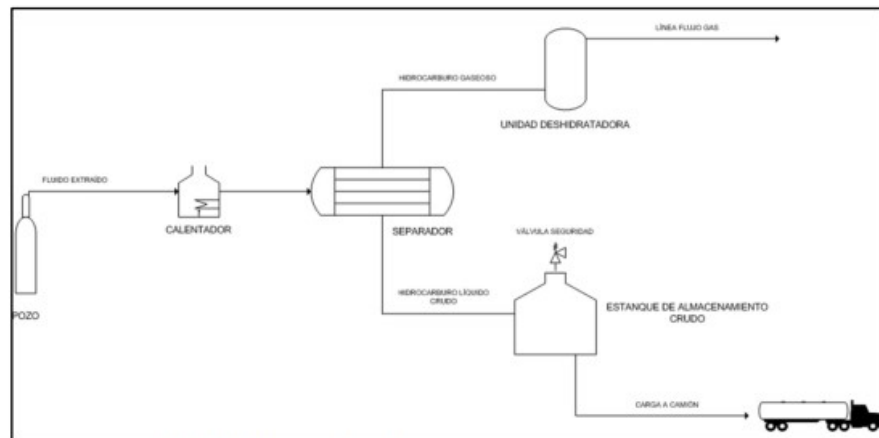 LÍNEA FLUJO GAS
HIDROCARBURO GASEOSO
UNIDAD DESHIDRATADORA
FLUIDO EXTRAÍDO
CALENTADOR
SEPARADOR
VÁLVULA SEGURIDAD
POZO
HIDROCARBURO LÍQUIDO
CRUDO
ESTANQUE DE ALMACENAMIENTO
CRUDO
CARGA A CAMIÓN